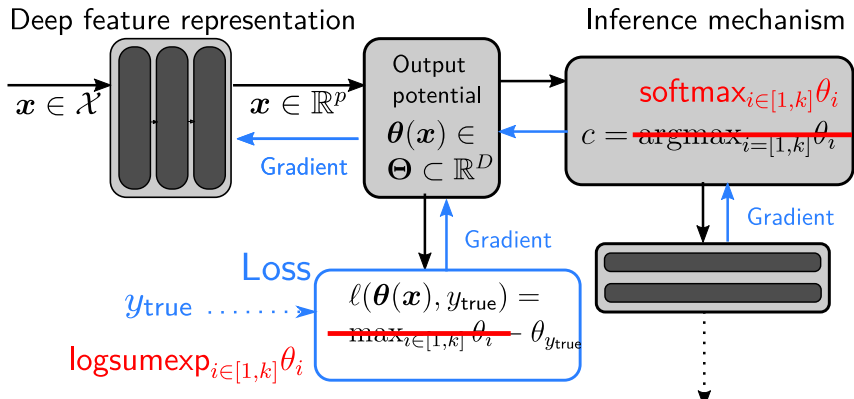 Deep feature representation
Inference mechanism
x ∈ 𝒳
x ∈ ℝ^p
Output
potential
θ(x) ∈
Θ ⊂ ℝ^D
softmax_{i∈[1,k]}θ_i
c = argmax_{i=[1,k]}θ_i
Gradient
Gradient
Gradient
Loss
y_true
ℓ(θ(x), y_true) =
max_{i∈[1,k]} θ_i − θ_{y_true}
logsumexp_{i∈[1,k]}θ_i